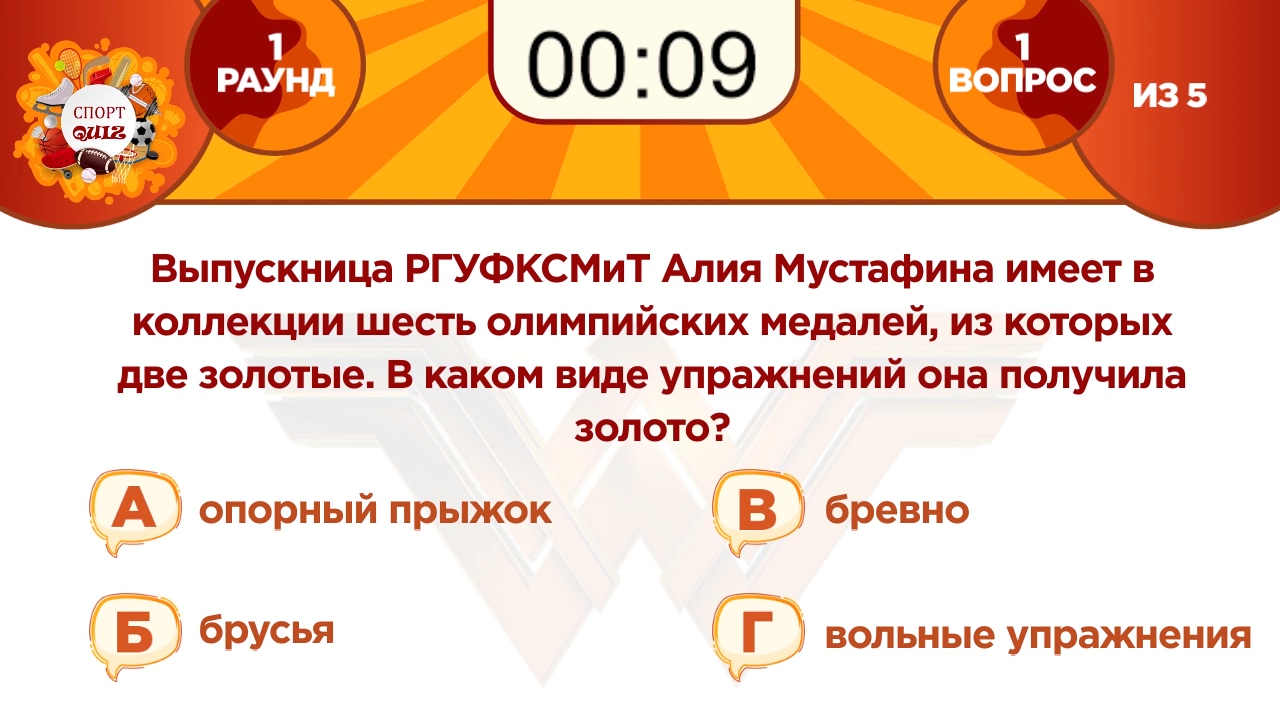 СПОРТ
QUIZ
1
РАУНД
00:09
1
ВОПРОС
ИЗ 5
Выпускница РГУФКСМиТ Алия Мустафина имеет в
коллекции шесть олимпийских медалей, из которых
две золотые. В каком виде упражнений она получила
золото?
А опорный прыжок
В бревно
Б брусья
Г вольные упражнения